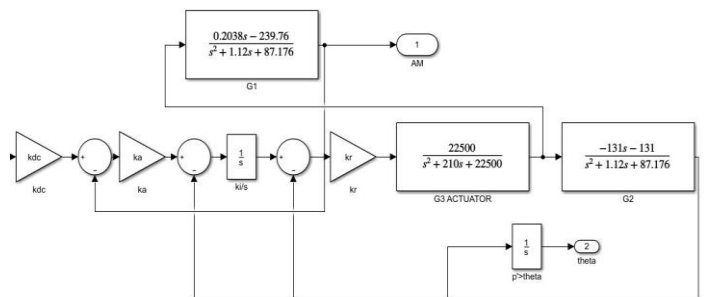 0.2038s − 239.76
s² + 1.12s + 87.176
G1
1
AM
kdc
kdc
+
-
ka
ka
+
-
1
s
ki/s
+
-
kr
kr
22500
s² + 210s + 22500
G3 ACTUATOR
−131s − 131
s² + 1.12s + 87.176
G2
1
s
p'>theta
2
theta